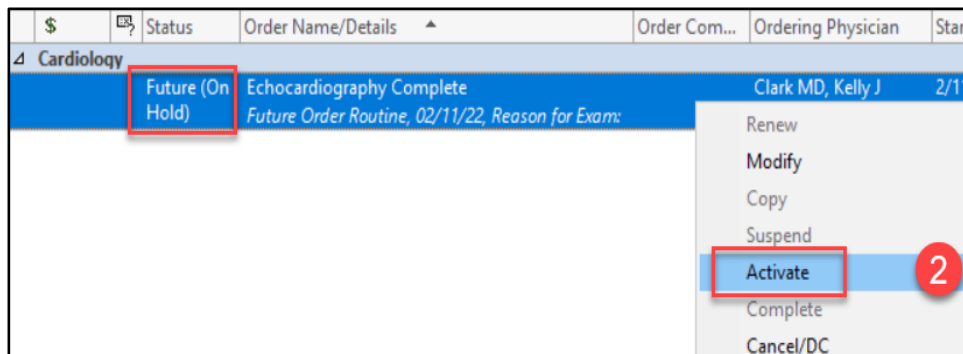 $ Status Order Name/Details Order Com... Ordering Physician Star
Cardiology
Future (On Hold) Echocardiography Complete Clark MD, Kelly J 2/11
Future Order Routine, 02/11/22, Reason for Exam:
Renew
Modify
Copy
Suspend
Activate 2
Complete
Cancel/DC